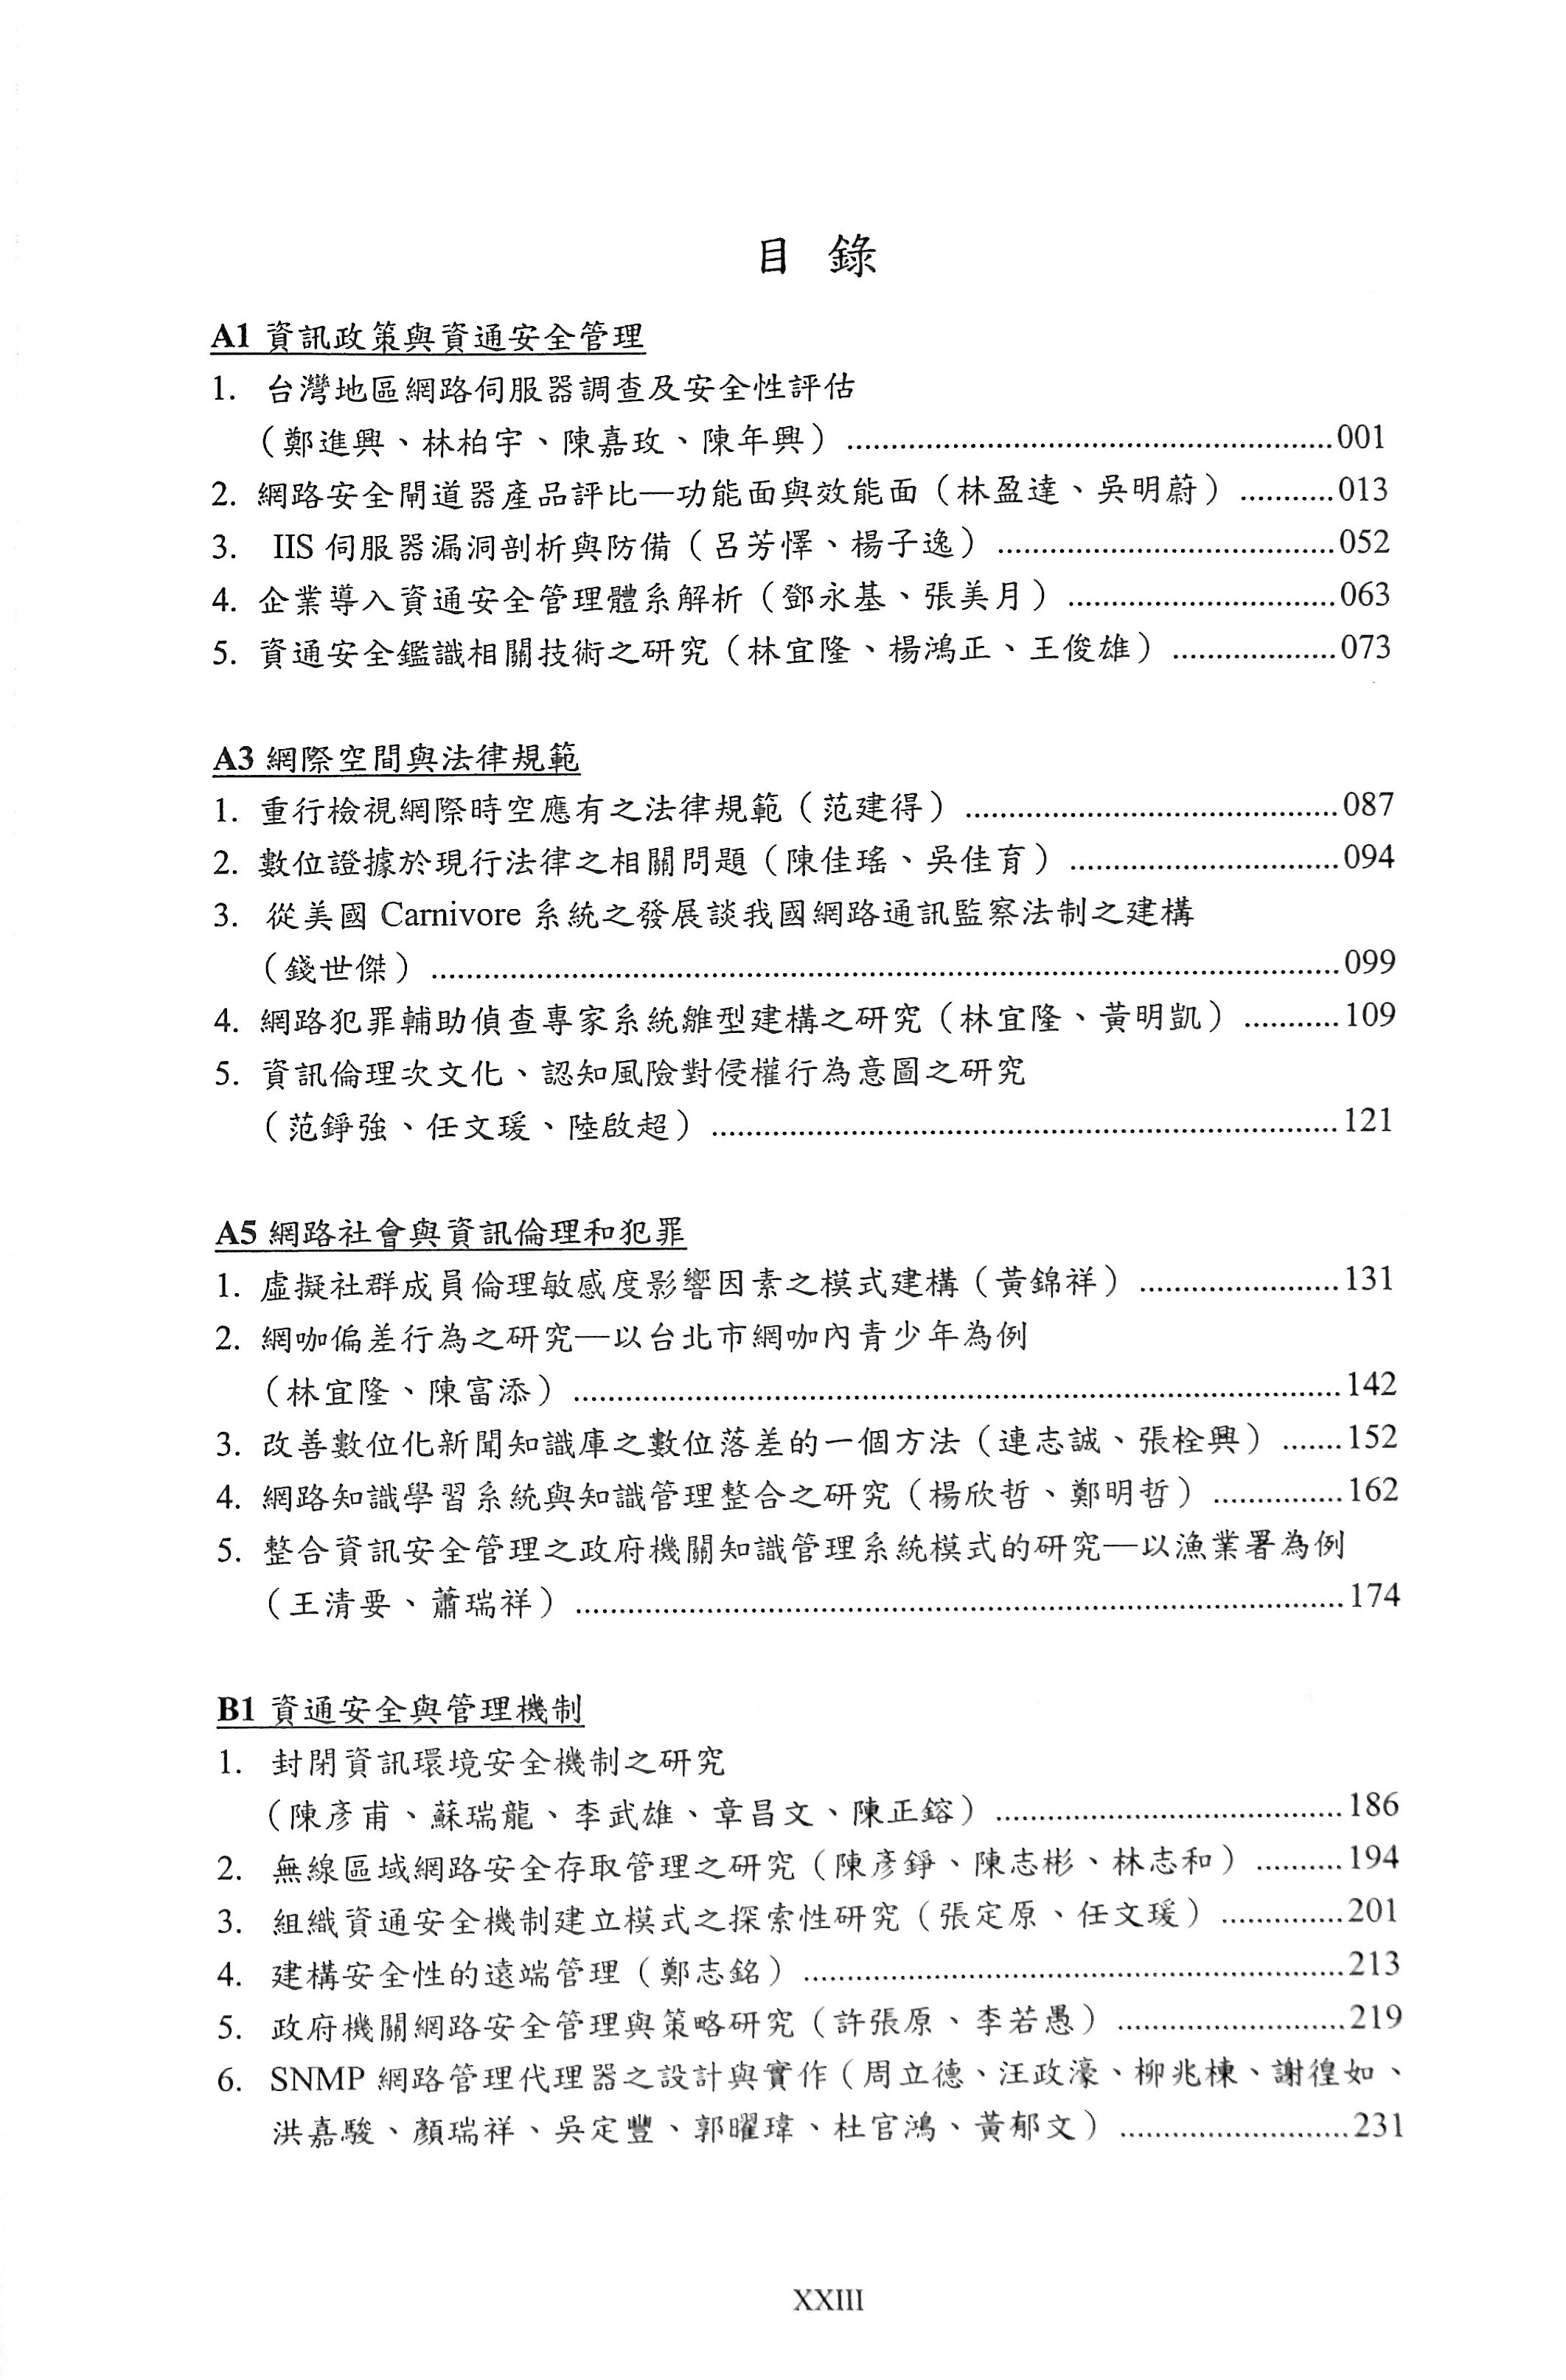 目 錄
A1 資訊政策與資通安全管理
1. 台灣地區網路伺服器調查及安全性評估
（鄭進興、林柏宇、陳嘉玫、陳年興）............................................001
2. 網路安全閘道器產品評比—功能面與效能面（林盈達、吳明蔚）...........013
3. IIS 伺服器漏洞剖析與防備（呂芳懌、楊子逸）......................................052
4. 企業導入資通安全管理體系解析（鄧永基、張美月）..............................063
5. 資通安全鑑識相關技術之研究（林宜隆、楊鴻正、王俊雄）...................073
A3 網際空間與法律規範
1. 重行檢視網際時空應有之法律規範（范建得）..........................................087
2. 數位證據於現行法律之相關問題（陳佳瑤、吳佳育）..............................094
3. 從美國 Carnivore 系統之發展談我國網路通訊監察法制之建構
（錢世傑）............................................................................099
4. 網路犯罪輔助偵查專家系統雛型建構之研究（林宜隆、黃明凱）...........109
5. 資訊倫理次文化、認知風險對侵權行為意圖之研究
（范錚強、任文瑗、陸啟超）......................................................121
A5 網路社會與資訊倫理和犯罪
1. 虛擬社群成員倫理敏感度影響因素之模式建構（黃錦祥）.......................131
2. 網咖偏差行為之研究—以台北市網咖內青少年為例
（林宜隆、陳富添）..................................................................142
3. 改善數位化新聞知識庫之數位落差的一個方法（連志誠、張栓興）.......152
4. 網路知識學習系統與知識管理整合之研究（楊欣哲、鄭明哲）...............162
5. 整合資訊安全管理之政府機關知識管理系統模式的研究—以漁業署為例
（王清要、蕭瑞祥）..................................................................174
B1 資通安全與管理機制
1. 封閉資訊環境安全機制之研究
（陳彥甫、蘇瑞龍、李武雄、章昌文、陳正鎔）.......................................186
2. 無線區域網路安全存取管理之研究（陳彥錚、陳志彬、林志和）..........194
3. 組織資通安全機制建立模式之探索性研究（張定原、任文瑗）..............201
4. 建構安全性的遠端管理（鄭志銘）..............................................................213
5. 政府機關網路安全管理與策略研究（許張原、李若愚）..........................219
6. SNMP 網路管理代理器之設計與實作（周立德、汪政濠、柳兆棟、謝徨如、
洪嘉駿、顏瑞祥、吳定豐、郭曜瑋、杜官鴻、黃郁文）..........................231
XXIII